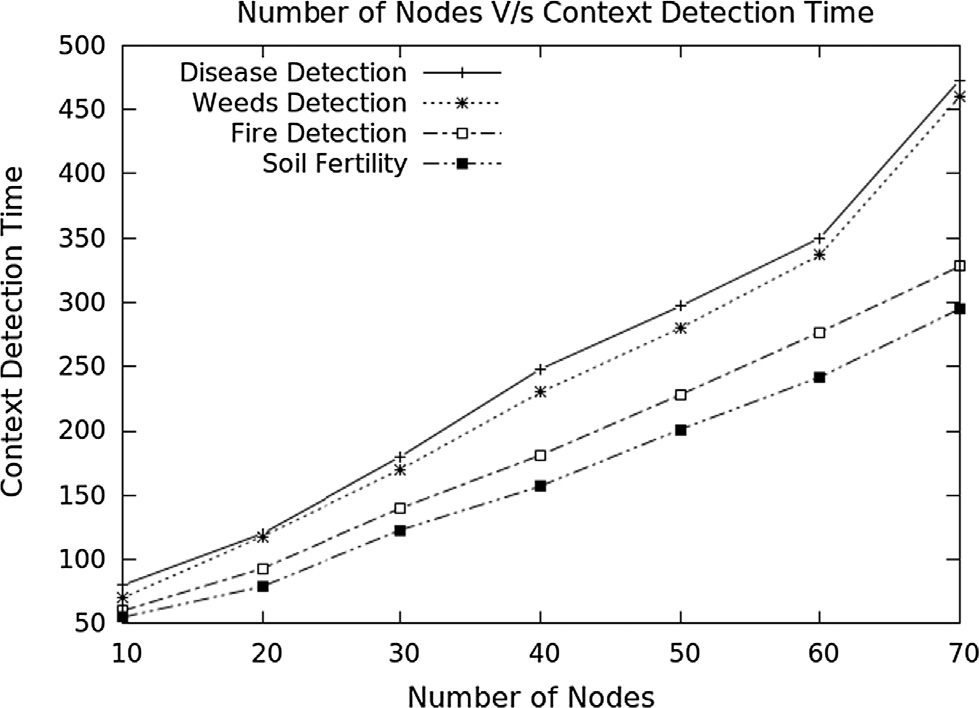 Number of Nodes V/s Context Detection Time
500
450
400
350
300
250
200
150
100
50
Context Detection Time
Disease Detection
Weeds Detection
Fire Detection
Soil Fertility
10 20 30 40 50 60 70
Number of Nodes